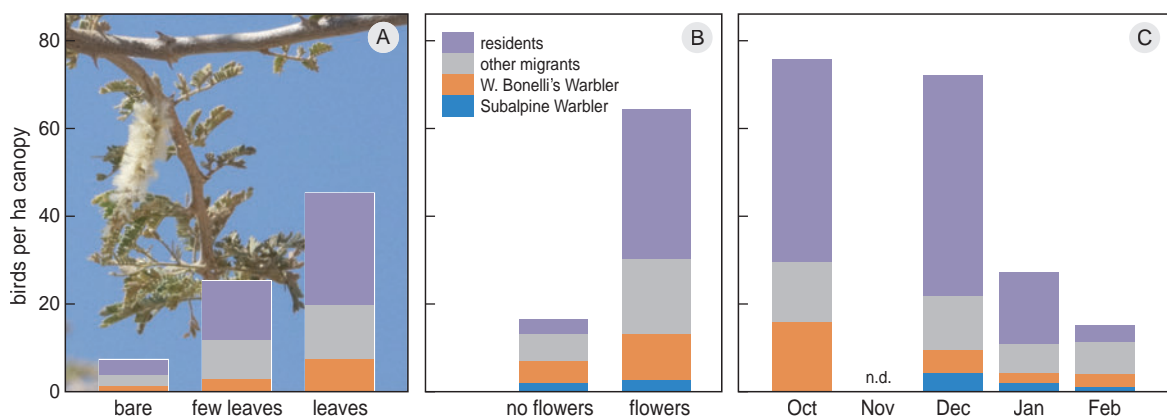 A
B
C
birds per ha canopy
80
60
40
20
0
bare few leaves leaves
residents
other migrants
W. Bonelli's Warbler
Subalpine Warbler
no flowers flowers
n.d.
Oct Nov Dec Jan Feb